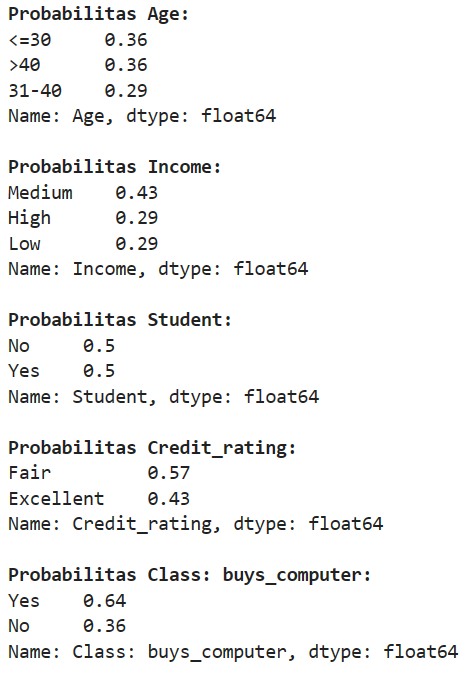 Probabilitas Age:
<=30     0.36
>40      0.36
31-40    0.29
Name: Age, dtype: float64
Probabilitas Income:
Medium    0.43
High      0.29
Low       0.29
Name: Income, dtype: float64
Probabilitas Student:
No     0.5
Yes    0.5
Name: Student, dtype: float64
Probabilitas Credit_rating:
Fair         0.57
Excellent    0.43
Name: Credit_rating, dtype: float64
Probabilitas Class: buys_computer:
Yes    0.64
No     0.36
Name: Class: buys_computer, dtype: float64